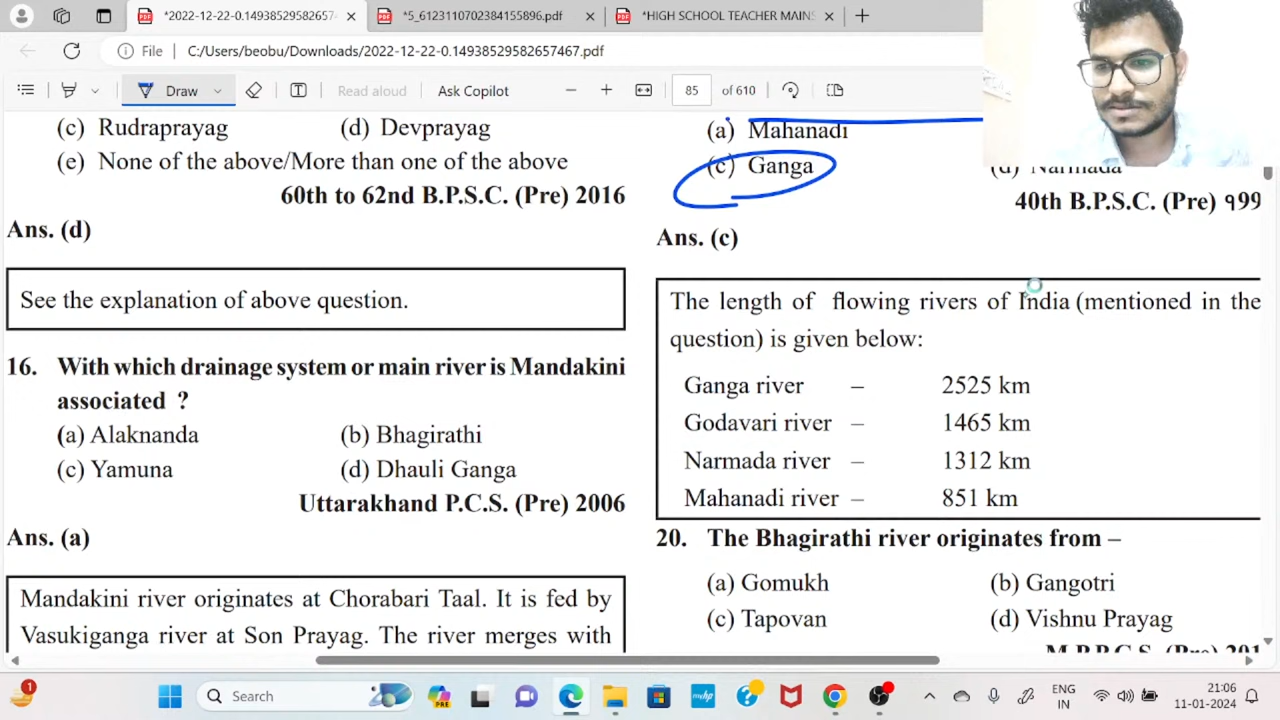 *2022-12-22-0.14938529582657
*5_6123110702384155896.pdf
*HIGH SCHOOL TEACHER MAINS
File
C:/Users/beobu/Downloads/2022-12-22-0.14938529582657467.pdf
Draw
Read aloud
Ask Copilot
85
of 610
(c) Rudraprayag (d) Devprayag
(e) None of the above/More than one of the above
60th to 62nd B.P.S.C. (Pre) 2016
Ans. (d)
See the explanation of above question.
16. With which drainage system or main river is Mandakini
associated ?
(a) Alaknanda (b) Bhagirathi
(c) Yamuna (d) Dhauli Ganga
Uttarakhand P.C.S. (Pre) 2006
Ans. (a)
Mandakini river originates at Chorabari Taal. It is fed by
Vasukiganga river at Son Prayag. The river merges with
(a) Mahanadi
(c) Ganga (d) Narmada
40th B.P.S.C. (Pre) १99
Ans. (c)
The length of flowing rivers of India (mentioned in the
question) is given below:
Ganga river – 2525 km
Godavari river – 1465 km
Narmada river – 1312 km
Mahanadi river – 851 km
20. The Bhagirathi river originates from –
(a) Gomukh (b) Gangotri
(c) Tapovan (d) Vishnu Prayag
M.P.P.C.S. (Pre) 201
1
Search
PRE
hp
ENG
IN
21:06
11-01-2024